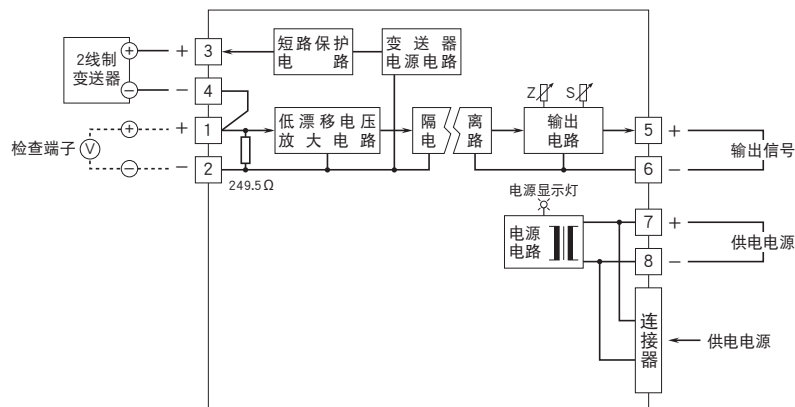 2线制
变送器
+
−
+
3
−
4
短路保护
电 路
变 送 器
电源电路
检查端子
V
+
−
+
1
−
2
249.5Ω
低漂移电压
放大电路
隔 离
电 路
Z
S
输出
电路
5
+
6
−
输出信号
电源显示灯
电源
电路
7
+
8
−
供电电源
连接器
供电电源